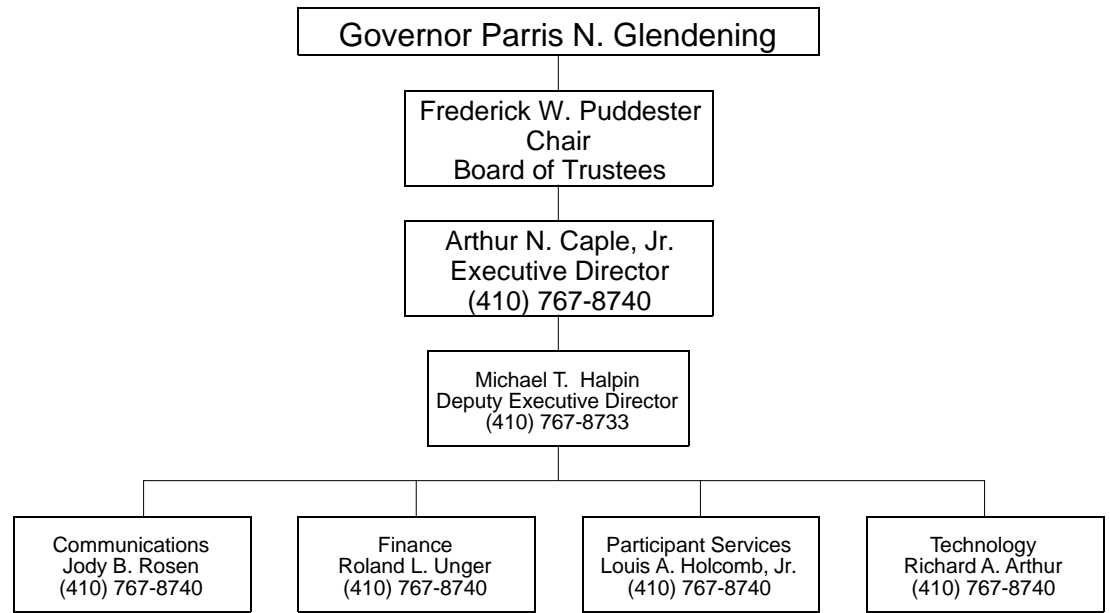 Governor Parris N. Glendening
Frederick W. Puddester
Chair
Board of Trustees
Arthur N. Caple, Jr.
Executive Director
(410) 767-8740
Michael T. Halpin
Deputy Executive Director
(410) 767-8733
Communications
Jody B. Rosen
(410) 767-8740
Finance
Roland L. Unger
(410) 767-8740
Participant Services
Louis A. Holcomb, Jr.
(410) 767-8740
Technology
Richard A. Arthur
(410) 767-8740